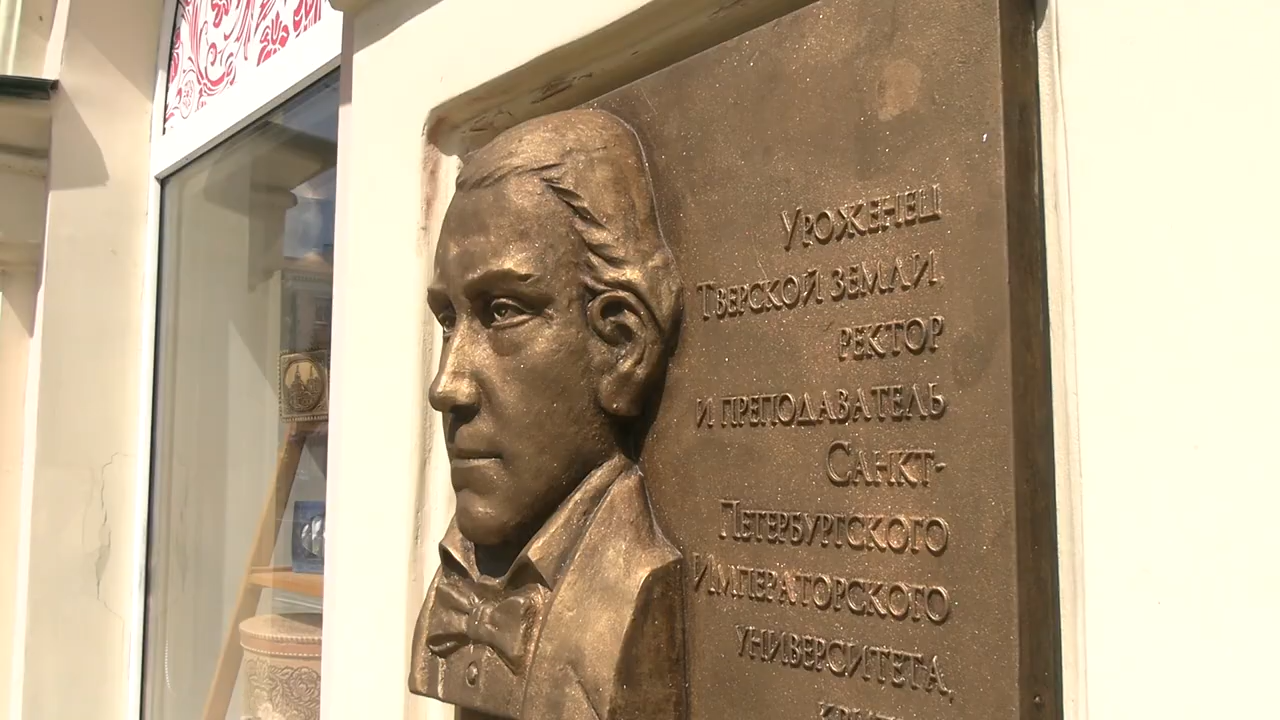 Уроженец
Тверской земли,
ректор
и преподаватель
Санкт-
Петербургского
Императорского
университета,